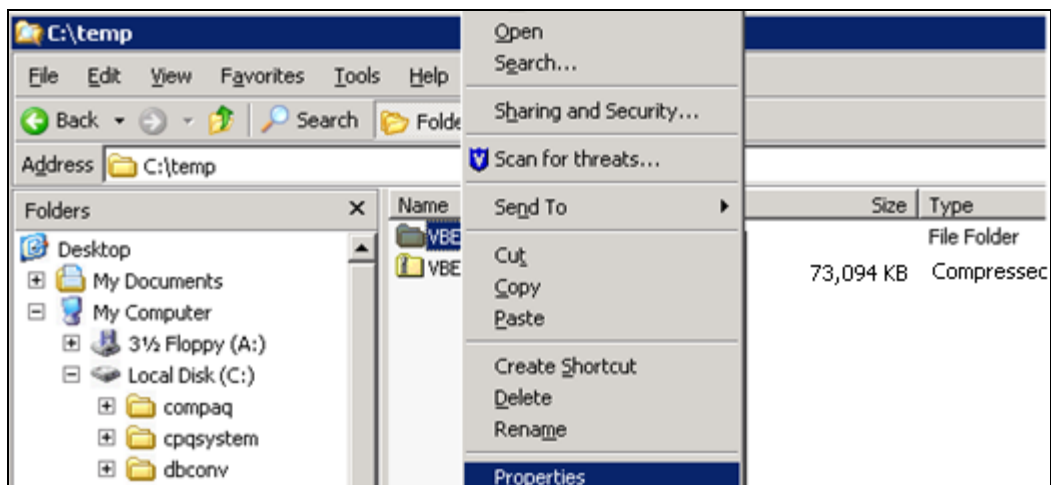 C:\temp
File Edit View Favorites Tools Help
Back Search Folde
Address C:\temp
Folders
Desktop
My Documents
My Computer
3½ Floppy (A:)
Local Disk (C:)
compaq
cpqsystem
dbconv
Name Size Type
VBE File Folder
VBE 73,094 KB Compressec
Open
Search...
Sharing and Security...
Scan for threats...
Send To
Cut
Copy
Paste
Create Shortcut
Delete
Rename
Properties